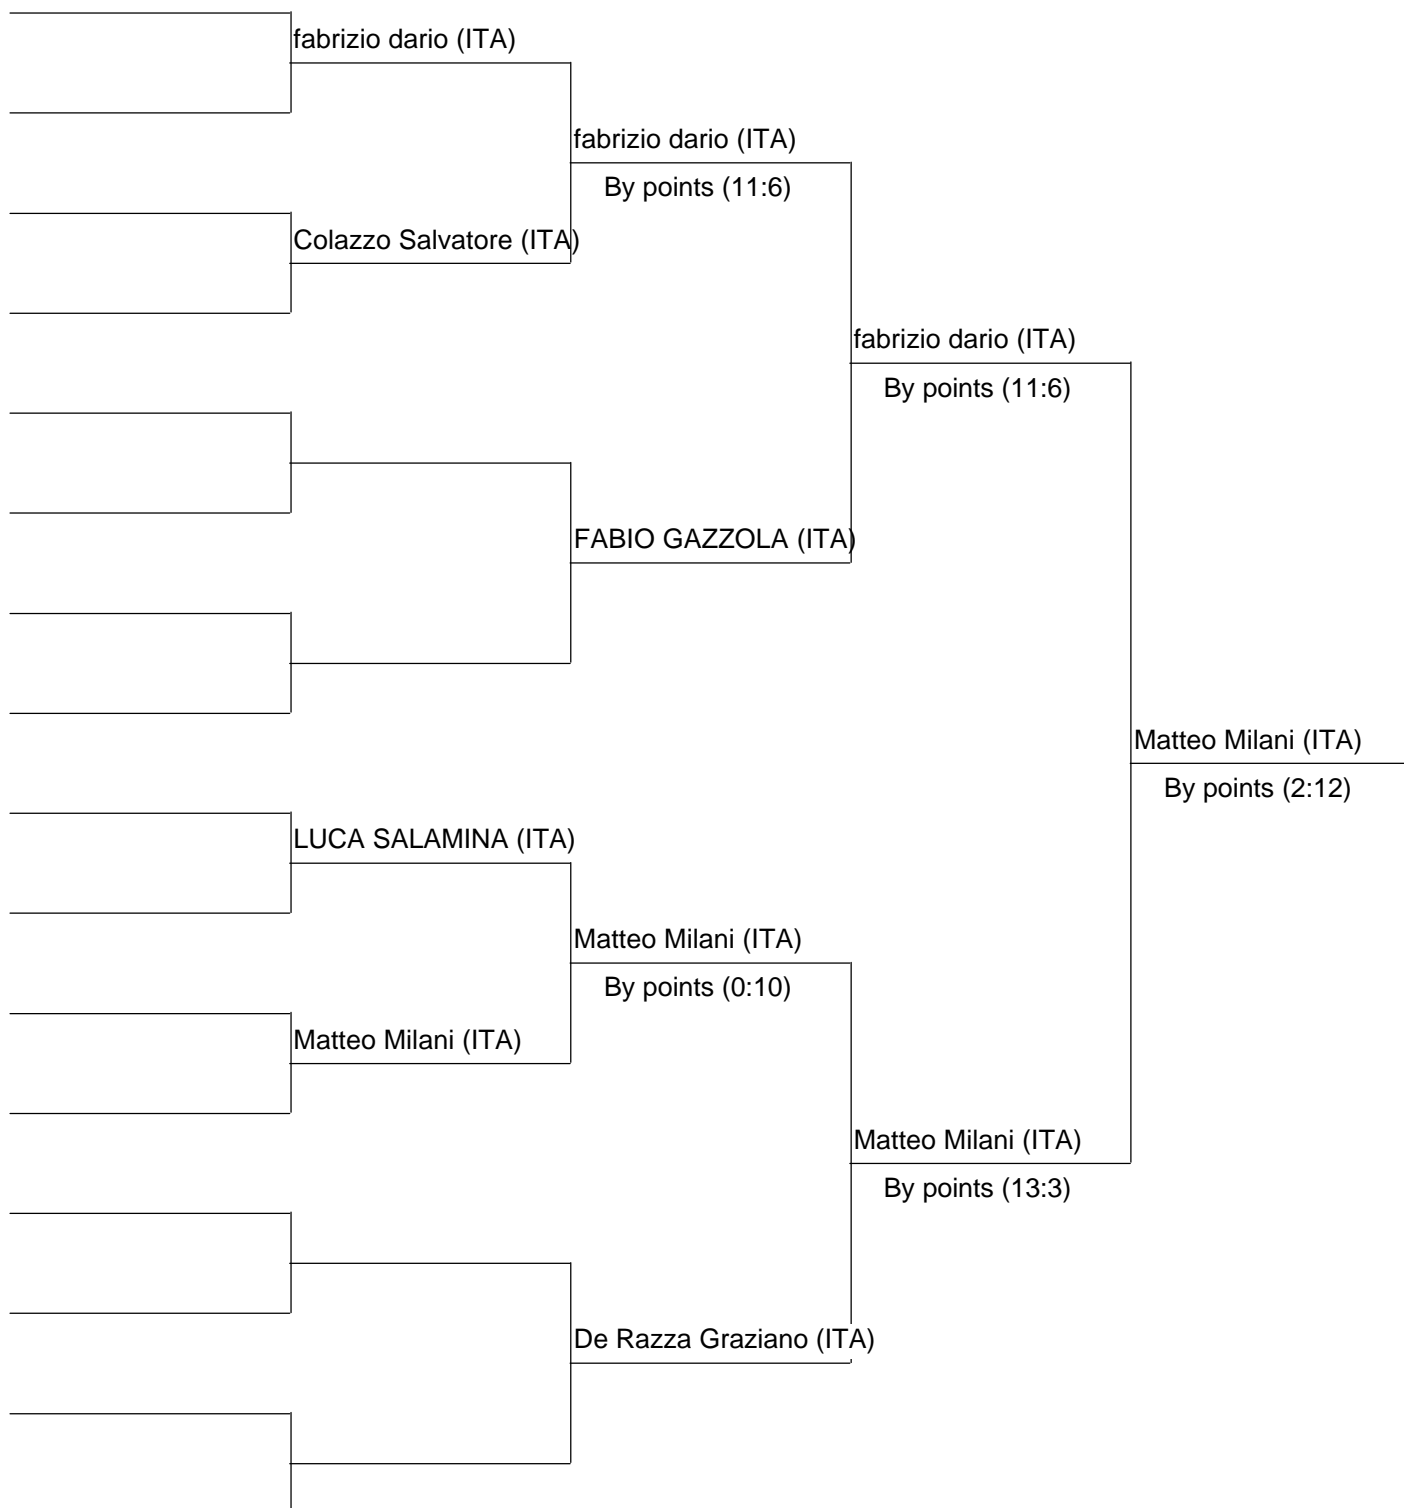 fabrizio dario (ITA)
fabrizio dario (ITA)
By points (11:6)
Colazzo Salvatore (ITA)
fabrizio dario (ITA)
By points (11:6)
FABIO GAZZOLA (ITA)
Matteo Milani (ITA)
By points (2:12)
LUCA SALAMINA (ITA)
Matteo Milani (ITA)
By points (0:10)
Matteo Milani (ITA)
Matteo Milani (ITA)
By points (13:3)
De Razza Graziano (ITA)